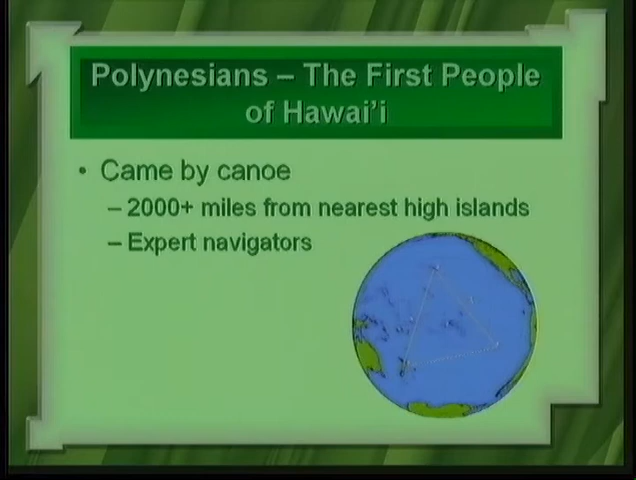 Polynesians – The First People
of Hawai'i
• Came by canoe
– 2000+ miles from nearest high islands
– Expert navigators